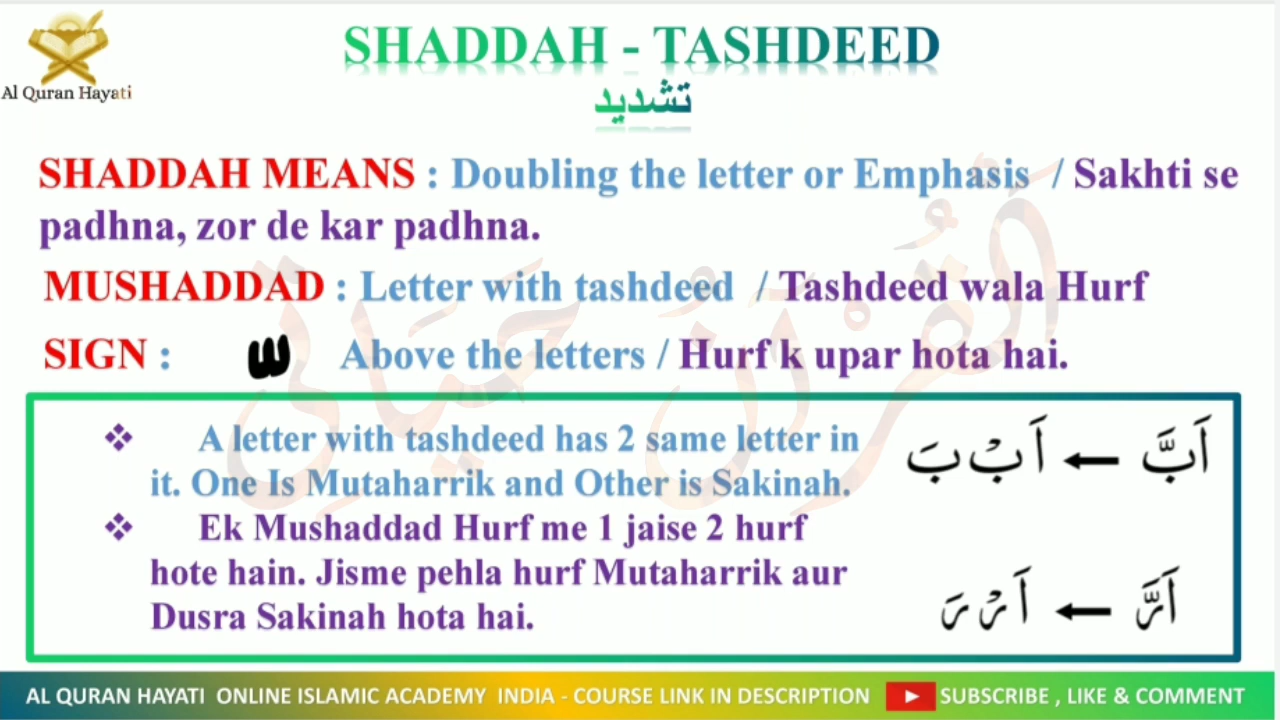 Al Quran Hayati
SHADDAH - TASHDEED
تشديد
SHADDAH MEANS : Doubling the letter or Emphasis / Sakhti se
padhna, zor de kar padhna.
MUSHADDAD : Letter with tashdeed / Tashdeed wala Hurf
SIGN : ّ Above the letters / Hurf k upar hota hai.
القُرآن حياتي
❖ A letter with tashdeed has 2 same letter in
it. One Is Mutaharrik and Other is Sakinah.
اَبَّ ← اَ بْ بَ
❖ Ek Mushaddad Hurf me 1 jaise 2 hurf
hote hain. Jisme pehla hurf Mutaharrik aur
Dusra Sakinah hota hai.
اَرَّ ← اَ رْ رَ
AL QURAN HAYATI ONLINE ISLAMIC ACADEMY INDIA - COURSE LINK IN DESCRIPTION SUBSCRIBE , LIKE & COMMENT